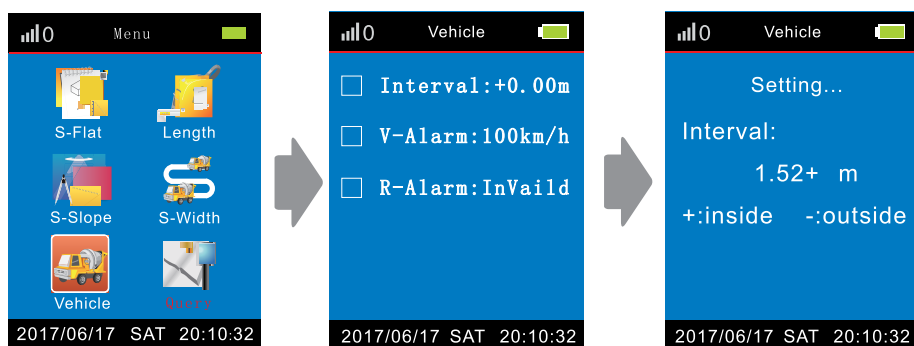 0 Menu
S-Flat Length
S-Slope S-Width
Vehicle
2017/06/17 SAT 20:10:32
0 Vehicle
Interval:+0.00m
V-Alarm:100km/h
R-Alarm:InVaild
2017/06/17 SAT 20:10:32
0 Vehicle
Setting...
Interval:
1.52+ m
+:inside -:outside
2017/06/17 SAT 20:10:32